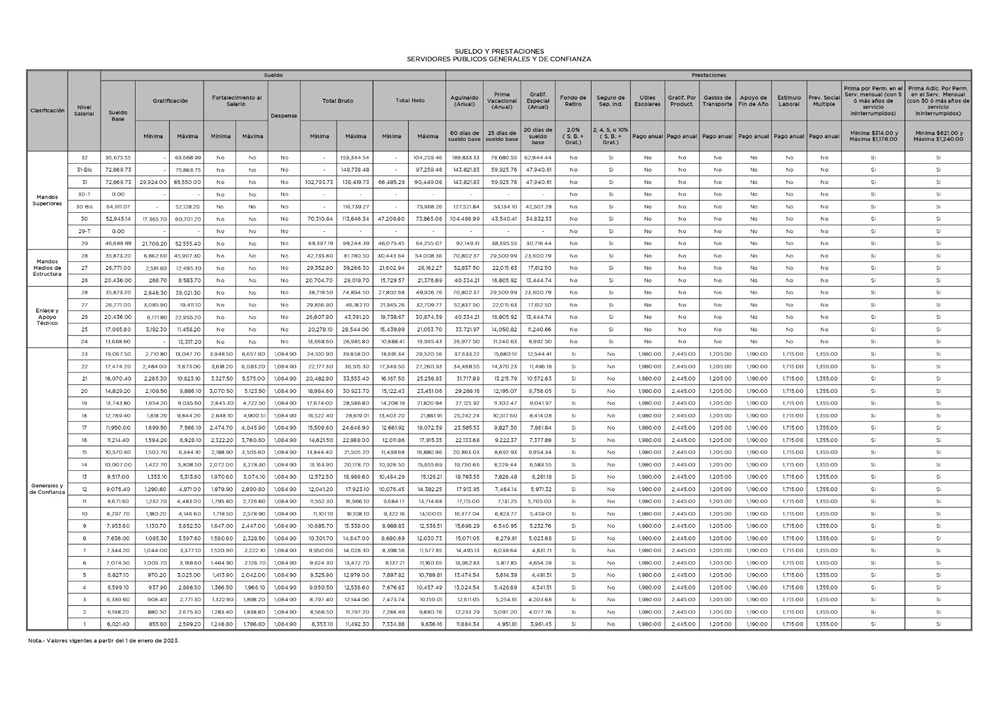 SUELDO Y PRESTACIONES
SERVIDORES PÚBLICOS GENERALES Y DE CONFIANZA
Clasificación Nivel Salarial Sueldo Prestaciones
Sueldo Base Gratificación Fortalecimiento al Salario Despensa Total Bruto Total Neto Aguinaldo (Anual) Prima Vacacional (Anual) Gratif. Especial (Anual) Fondo de Retiro Seguro de Sep. Ind. Utiles Escolares Gratif. Por Product. Gastos de Transporte Apoyo de Fin de Año Estímulo Laboral Prev. Social Multiple Prima por Perm. en el Serv. mensual (con 5 ó más años de servicio ininterrumpidos) Prima Adic. Por Perm. en el Serv. Mensual (con 30 ó más años de servicio ininterrumpidos)
Mínima Máxima Mínima Máxima Mínima Máxima Mínima Máxima 60 días de sueldo base 25 días de sueldo base 20 días de sueldo base 2.0% ( S. B. + Grat.) 2, 4, 5, o 10% ( S. B. + Grat.) Pago anual Pago anual Pago anual Pago anual Pago anual Pago anual Mínima $314.00 y Máxima $1,176.00 Mínima $621.00 y Máxima $1,240.00
Mandos Superiores
32 95,675.55 - 63,668.99 No No No - 159,344.54 - 104,259.46 188,833.33 78,680.55 62,944.44 No Si No No No No No No Si Si
31-Bis 72,869.73 - 75,868.75 No No No - 148,738.48 - 97,259.46 143,821.83 59,925.76 47,940.61 No Si No No No No No No Si Si
31 72,869.73 29,924.00 65,550.00 No No No 102,793.73 138,419.73 66,485.29 90,449.08 143,821.83 59,925.76 47,940.61 No Si No No No No No No Si Si
30-T 0.00 - - No No No - - - - - - - No Si No No No No No No Si Si
30 Bis 64,611.07 - 52,128.20 No No No - 116,739.27 - 75,968.26 127,521.84 53,134.10 42,507.28 No Si No No No No No No Si Si
30 52,945.14 17,365.70 60,701.20 No No No 70,310.84 113,646.34 47,209.80 73,865.06 104,496.99 43,540.41 34,832.33 No Si No No No No No No Si Si
29-T 0.00 - - No No No - - - - - - - No Si No No No No No No Si Si
29 46,688.99 21,708.20 52,555.40 No No No 68,397.19 99,244.39 46,075.45 64,255.07 92,149.31 38,395.55 30,716.44 No Si No No No No No No Si Si
Mandos Medios de Estructura
28 35,873.20 6,862.60 45,907.30 No No No 42,735.80 81,780.50 30,443.64 54,008.36 70,802.37 29,500.99 23,600.79 No Si No No No No No No Si Si
27 26,771.00 2,581.80 12,495.30 No No No 29,352.80 39,266.30 21,602.94 28,162.27 52,837.50 22,015.63 17,612.50 No Si No No No No No No Si Si
26 20,436.00 268.70 8,583.70 No No No 20,704.70 29,019.70 15,729.57 21,376.69 40,334.21 16,805.92 13,444.74 No Si No No No No No No Si Si
Enlace y Apoyo Técnico
28 35,873.20 2,846.30 39,021.30 No No No 38,719.50 74,894.50 27,802.68 49,926.76 70,802.37 29,500.99 23,600.79 No Si No No No No No No Si Si
27 26,771.00 3,085.90 19,411.10 No No No 29,856.90 46,182.10 21,945.26 32,709.77 52,837.50 22,015.63 17,612.50 No Si No No No No No No Si Si
26 20,436.00 6,171.80 22,955.20 No No No 26,607.80 43,391.20 19,738.67 30,874.59 40,334.21 16,805.92 13,444.74 No Si No No No No No No Si Si
25 17,085.80 3,192.30 11,458.20 No No No 20,278.10 28,544.00 15,439.89 21,053.70 33,721.97 14,050.82 11,240.66 No Si No No No No No No Si Si
24 13,668.60 - 13,317.20 No No No 13,668.60 26,985.80 10,888.41 19,995.43 26,977.50 11,240.63 8,992.50 No Si No No No No No No Si Si
Generales y de Confianza
23 19,067.50 2,710.80 13,047.70 3,948.50 6,657.90 1,084.90 24,100.90 39,858.00 18,691.34 29,520.56 37,633.22 15,680.51 12,544.41 Si No 1,980.00 2,445.00 1,205.00 1,190.00 1,715.00 1,355.00 Si Si
22 17,474.20 2,484.00 11,873.00 3,618.20 6,083.20 1,084.90 22,177.30 36,515.30 17,349.50 27,260.93 34,488.55 14,370.23 11,496.18 Si No 1,980.00 2,445.00 1,205.00 1,190.00 1,715.00 1,355.00 Si Si
21 16,070.40 2,285.30 10,823.10 3,327.50 5,575.00 1,084.90 20,482.80 33,553.40 16,167.50 25,258.83 31,717.89 13,215.79 10,572.63 Si No 1,980.00 2,445.00 1,205.00 1,190.00 1,715.00 1,355.00 Si Si
20 14,829.20 2,108.50 9,886.10 3,070.50 5,123.50 1,084.90 18,984.60 30,923.70 15,122.43 23,451.06 29,268.16 12,195.07 9,756.05 Si No 1,980.00 2,445.00 1,205.00 1,190.00 1,715.00 1,355.00 Si Si
19 13,743.80 1,954.20 9,035.60 2,845.30 4,722.50 1,084.90 17,674.00 28,586.80 14,208.19 21,820.94 27,125.92 11,302.47 9,041.97 Si No 1,980.00 2,445.00 1,205.00 1,190.00 1,715.00 1,355.00 Si Si
18 12,789.40 1,818.20 9,844.20 2,648.10 4,900.51 1,084.90 16,522.40 28,619.01 13,403.20 21,861.91 25,242.24 10,517.60 8,414.08 Si No 1,980.00 2,445.00 1,205.00 1,190.00 1,715.00 1,355.00 Si Si
17 11,950.00 1,699.50 7,566.10 2,474.70 4,045.90 1,084.90 15,509.60 24,646.90 12,661.92 19,072.59 23,585.53 9,827.30 7,861.84 Si No 1,980.00 2,445.00 1,205.00 1,190.00 1,715.00 1,355.00 Si Si
16 11,214.40 1,594.20 6,928.10 2,322.20 3,760.60 1,084.90 14,621.50 22,988.00 12,011.86 17,915.35 22,133.68 9,222.37 7,377.89 Si No 1,980.00 2,445.00 1,205.00 1,190.00 1,715.00 1,355.00 Si Si
15 10,570.60 1,502.70 6,344.10 2,188.90 3,505.60 1,084.90 13,844.40 21,505.20 11,439.68 16,880.96 20,863.03 8,692.93 6,954.34 Si No 1,980.00 2,445.00 1,205.00 1,190.00 1,715.00 1,355.00 Si Si
14 10,007.00 1,422.70 5,808.50 2,072.00 3,278.30 1,084.90 13,163.90 20,178.70 10,928.50 15,955.69 19,750.66 8,229.44 6,583.55 Si No 1,980.00 2,445.00 1,205.00 1,190.00 1,715.00 1,355.00 Si Si
13 9,517.00 1,353.10 5,313.60 1,970.60 3,074.10 1,084.90 12,572.50 18,989.60 10,484.29 15,126.21 18,783.55 7,826.48 6,261.18 Si No 1,980.00 2,445.00 1,205.00 1,190.00 1,715.00 1,355.00 Si Si
12 9,076.40 1,290.60 4,871.00 1,879.90 2,890.80 1,084.90 12,041.20 17,923.10 10,076.45 14,382.25 17,913.95 7,464.14 5,971.32 Si No 1,980.00 2,445.00 1,205.00 1,190.00 1,715.00 1,355.00 Si Si
11 8,671.60 1,232.70 4,483.00 1,795.80 2,726.60 1,084.90 11,552.30 16,966.10 9,684.17 13,714.68 17,115.00 7,131.25 5,705.00 Si No 1,980.00 2,445.00 1,205.00 1,190.00 1,715.00 1,355.00 Si Si
10 8,297.70 1,180.20 4,146.60 1,718.50 2,578.90 1,084.90 11,101.10 16,108.10 9,322.16 13,100.15 16,377.04 6,823.77 5,459.01 Si No 1,980.00 2,445.00 1,205.00 1,190.00 1,715.00 1,355.00 Si Si
9 7,953.80 1,130.70 3,852.30 1,647.00 2,447.00 1,084.90 10,685.70 15,338.00 8,988.83 12,536.51 15,698.29 6,540.95 5,232.76 Si No 1,980.00 2,445.00 1,205.00 1,190.00 1,715.00 1,355.00 Si Si
8 7,636.00 1,085.30 3,597.60 1,580.80 2,328.50 1,084.90 10,301.70 14,647.00 8,680.69 12,030.73 15,071.05 6,279.61 5,023.68 Si No 1,980.00 2,445.00 1,205.00 1,190.00 1,715.00 1,355.00 Si Si
7 7,344.20 1,044.00 3,377.10 1,520.90 2,222.10 1,084.90 9,950.00 14,028.30 8,398.56 11,577.85 14,495.13 6,039.64 4,831.71 Si No 1,980.00 2,445.00 1,205.00 1,190.00 1,715.00 1,355.00 Si Si
6 7,074.50 1,005.70 3,186.60 1,464.90 2,126.70 1,084.90 9,624.30 13,472.70 8,137.21 11,160.65 13,962.83 5,817.85 4,654.28 Si No 1,980.00 2,445.00 1,205.00 1,190.00 1,715.00 1,355.00 Si Si
5 6,827.10 970.20 3,025.00 1,413.90 2,042.00 1,084.90 9,325.90 12,979.00 7,897.82 10,789.81 13,474.54 5,614.39 4,491.51 Si No 1,980.00 2,445.00 1,205.00 1,190.00 1,715.00 1,355.00 Si Si
4 6,599.10 937.90 2,886.50 1,366.50 1,966.10 1,084.90 9,050.50 12,536.60 7,676.83 10,457.49 13,024.54 5,426.89 4,341.51 Si No 1,980.00 2,445.00 1,205.00 1,190.00 1,715.00 1,355.00 Si Si
3 6,389.60 908.40 2,771.30 1,322.90 1,898.20 1,084.90 8,797.40 12,144.00 7,473.74 10,159.01 12,611.05 5,254.61 4,203.68 Si No 1,980.00 2,445.00 1,205.00 1,190.00 1,715.00 1,355.00 Si Si
2 6,198.20 880.50 2,675.30 1,283.40 1,838.80 1,084.90 8,566.50 11,797.20 7,288.49 9,880.76 12,233.29 5,097.20 4,077.76 Si No 1,980.00 2,445.00 1,205.00 1,190.00 1,715.00 1,355.00 Si Si
1 6,021.40 855.80 2,599.20 1,246.80 1,786.80 1,084.90 8,353.10 11,492.30 7,334.88 9,636.16 11,884.34 4,951.81 3,961.45 Si No 1,980.00 2,445.00 1,205.00 1,190.00 1,715.00 1,355.00 Si Si
Nota.- Valores vigentes a partir del 1 de enero de 2023.